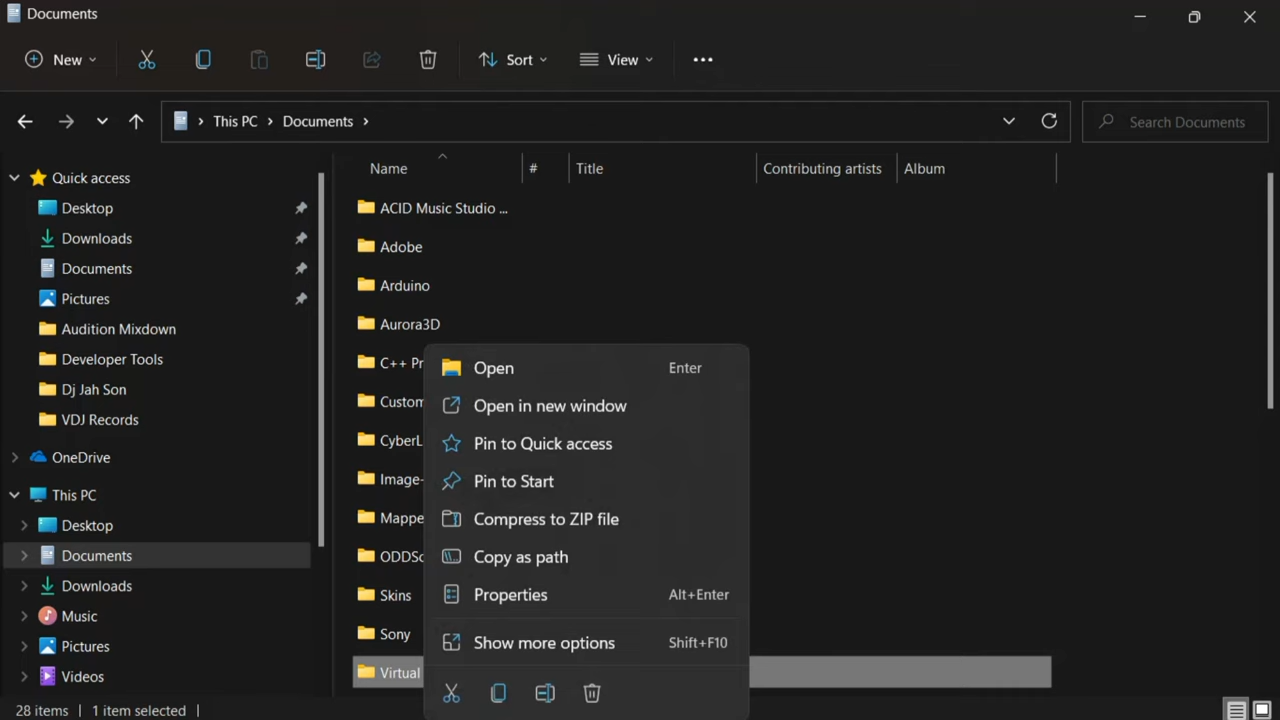 Documents
New Sort View
This PC Documents Search Documents
Name # Title Contributing artists Album
Quick access
Desktop
Downloads
Documents
Pictures
Audition Mixdown
Developer Tools
Dj Jah Son
VDJ Records
OneDrive
This PC
Desktop
Documents
Downloads
Music
Pictures
Videos
ACID Music Studio ...
Adobe
Arduino
Aurora3D
C++ Pr
Custom
CyberL
Image-
Mappe
ODDSc
Skins
Sony
Virtual
Open Enter
Open in new window
Pin to Quick access
Pin to Start
Compress to ZIP file
Copy as path
Properties Alt+Enter
Show more options Shift+F10
28 items 1 item selected